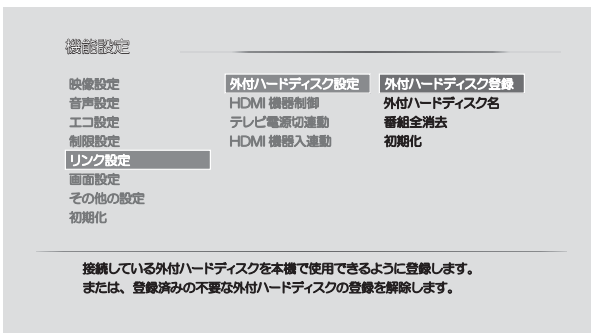 機能設定
映像設定
音声設定
エコ設定
制限設定
リンク設定
画面設定
その他の設定
初期化
外付ハードディスク設定
HDMI 機器制御
テレビ電源切連動
HDMI 機器入連動
外付ハードディスク登録
外付ハードディスク名
番組全消去
初期化
接続している外付ハードディスクを本機で使用できるように登録します。
または、登録済みの不要な外付ハードディスクの登録を解除します。